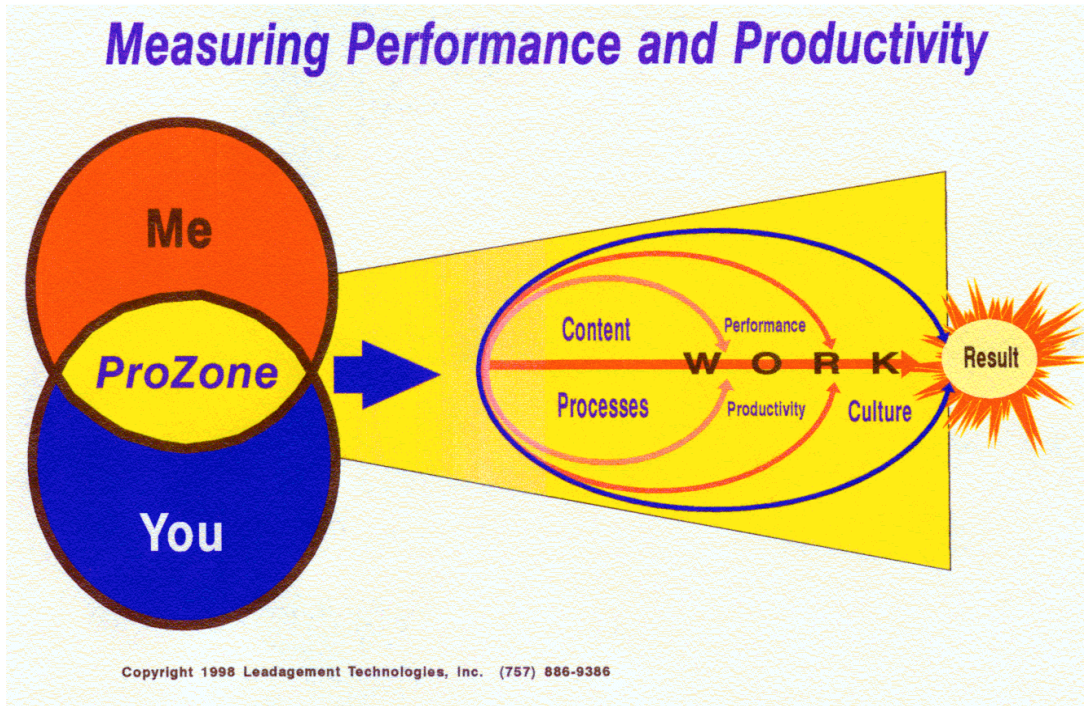 Measuring Performance and Productivity
Me
ProZone
You
Content
Performance
W O R K
Result
Processes
Productivity
Culture
Copyright 1998 Leadagement Technologies, Inc. (757) 886-9386